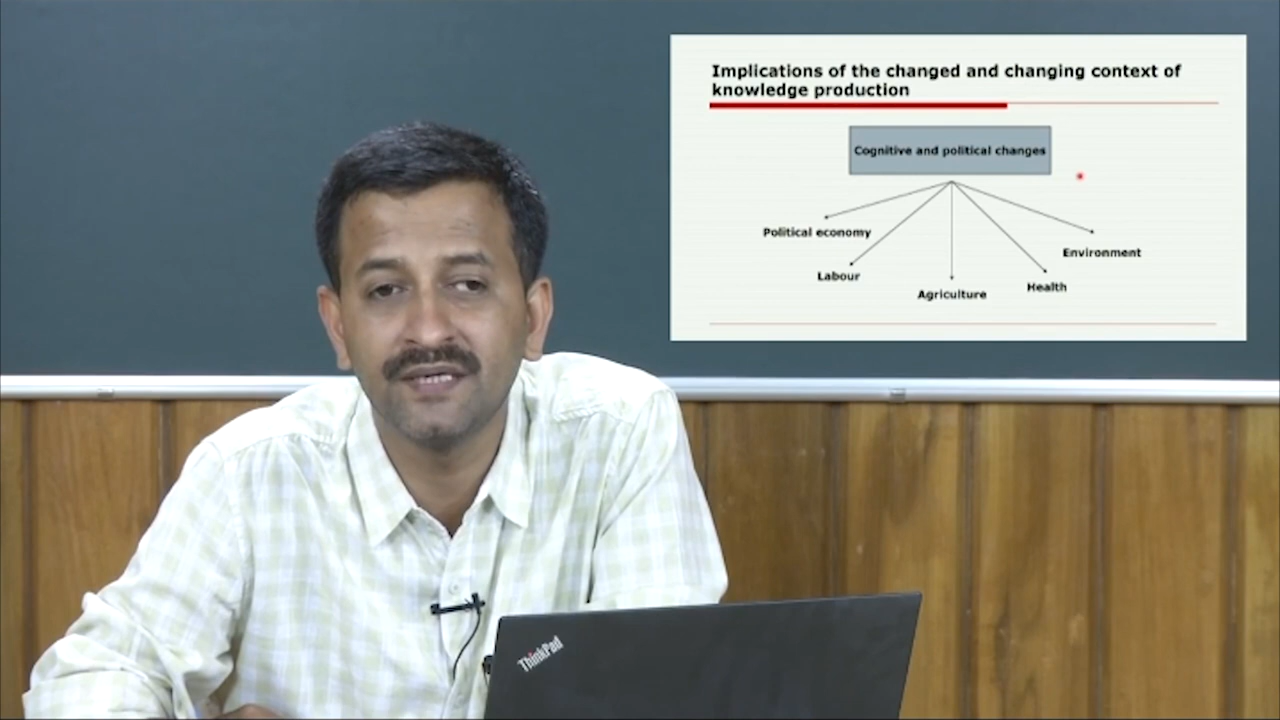 Implications of the changed and changing context of
knowledge production
Cognitive and political changes
Political economy
Environment
Labour
Health
Agriculture
ThinkPad